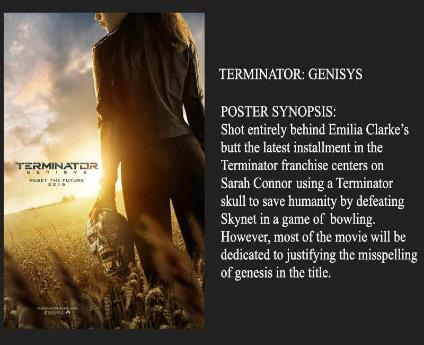 TERMINATOR
GENISYS
RESET THE FUTURE
2015
TERMINATOR: GENISYS
POSTER SYNOPSIS:
Shot entirely behind Emilia Clarke's
butt the latest installment in the
Terminator franchise centers on
Sarah Connor using a Terminator
skull to save humanity by defeating
Skynet in a game of bowling.
However, most of the movie will be
dedicated to justifying the misspelling
of genesis in the title.